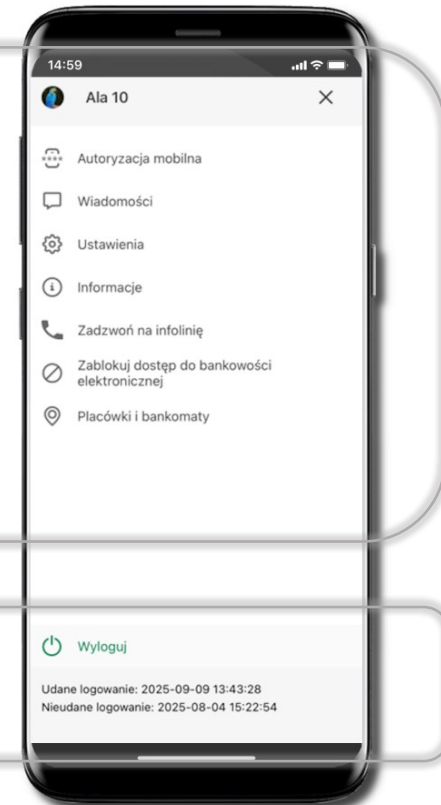 14:59
Ala 10
Autoryzacja mobilna
Wiadomości
Ustawienia
Informacje
Zadzwoń na infolinię
Zablokuj dostęp do bankowości
elektronicznej
Placówki i bankomaty
Wyloguj
Udane logowanie: 2025-09-09 13:43:28
Nieudane logowanie: 2025-08-04 15:22:54